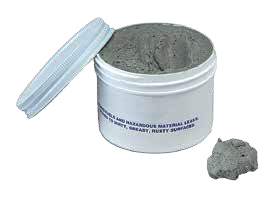 AND HAZARDOUS MATERIAL LEAKS.
TO DIRTY, GREASY, RUSTY SURFACES.